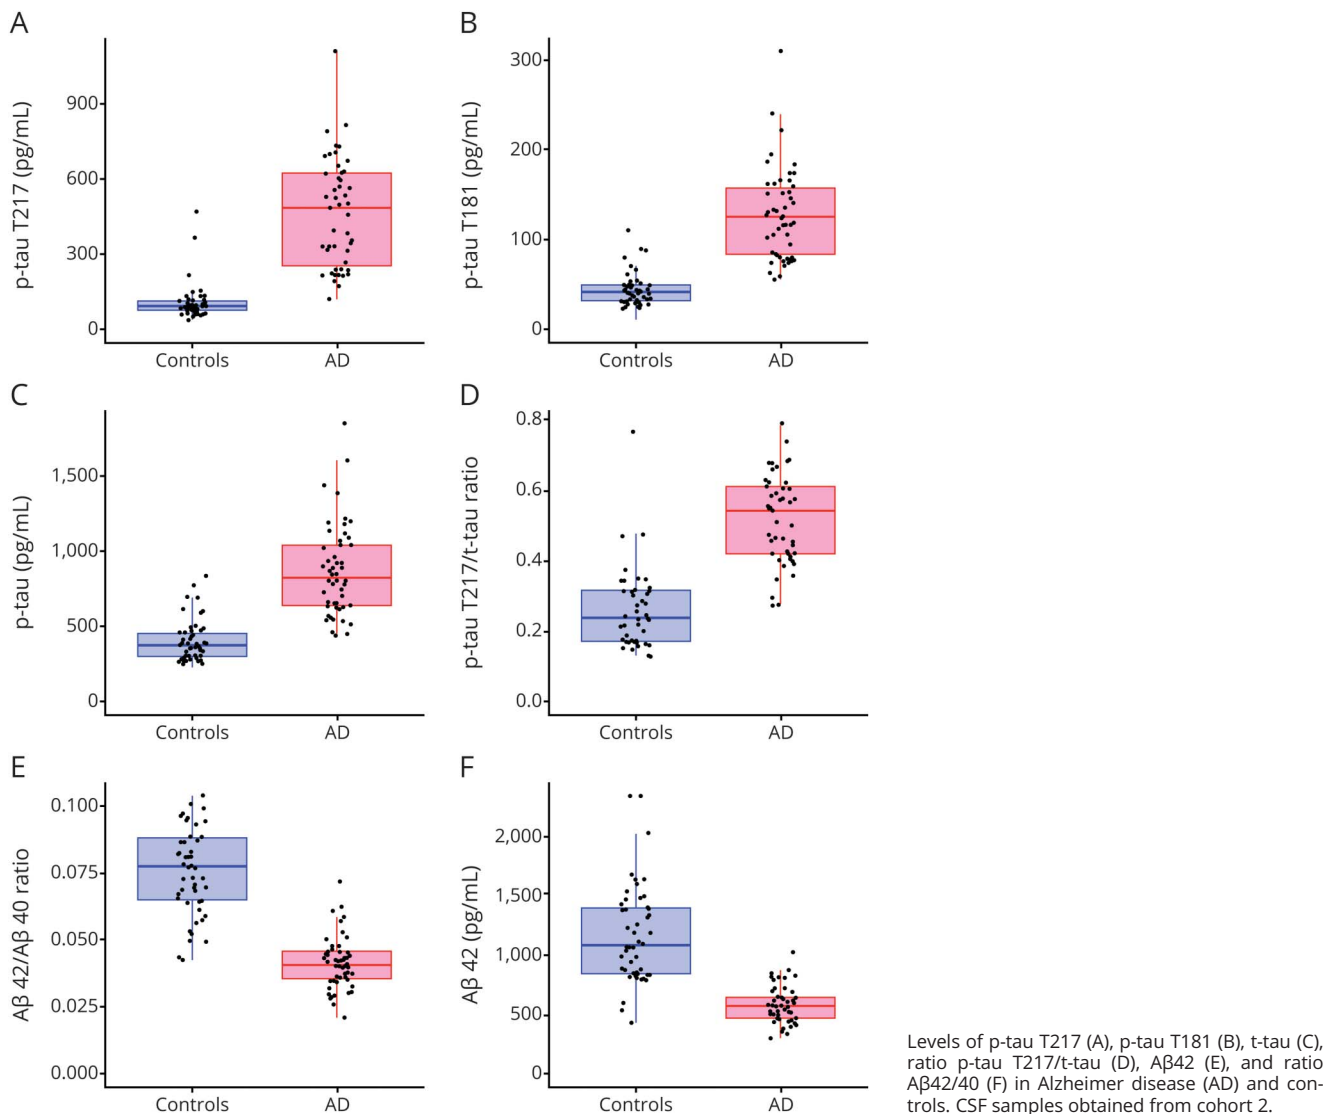 A
p-tau T217 (pg/mL)
900
600
300
0
Controls
AD
B
p-tau T181 (pg/mL)
300
200
100
0
Controls
AD
C
p-tau (pg/mL)
1,500
1,000
500
0
Controls
AD
D
p-tau T217/t-tau ratio
0.8
0.6
0.4
0.2
0.0
Controls
AD
E
Aβ 42/Aβ 40 ratio
0.100
0.075
0.050
0.025
0.000
Controls
AD
F
Aβ 42 (pg/mL)
2,000
1,500
1,000
500
0
Controls
AD
Levels of p-tau T217 (A), p-tau T181 (B), t-tau (C),
ratio p-tau T217/t-tau (D), Aβ42 (E), and ratio
Aβ42/40 (F) in Alzheimer disease (AD) and con-
trols. CSF samples obtained from cohort 2.